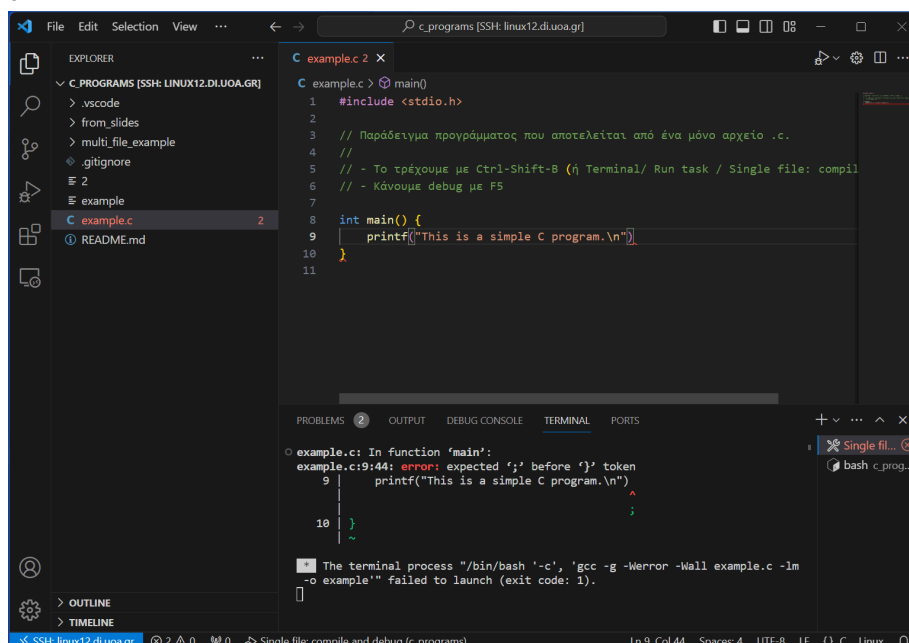 File Edit Selection View ··· c_programs [SSH: linux12.di.uoa.gr]
EXPLORER ···
C_PROGRAMS [SSH: LINUX12.DI.UOA.GR]
.vscode
from_slides
multi_file_example
.gitignore
2
example
C example.c 2
README.md
OUTLINE
TIMELINE
C example.c 2
C example.c > main()
1 #include <stdio.h>
2
3 // Παράδειγμα προγράμματος που αποτελείται από ένα μόνο αρχείο .c.
4 //
5 // - Το τρέχουμε με Ctrl-Shift-B (ή Terminal/ Run task / Single file: compil
6 // - Κάνουμε debug με F5
7
8 int main() {
9 printf("This is a simple C program.\n")
10 }
11
PROBLEMS 2 OUTPUT DEBUG CONSOLE TERMINAL PORTS
example.c: In function ‘main’:
example.c:9:44: error: expected ‘;’ before ‘}’ token
9 | printf("This is a simple C program.\n")
| ^
| ;
10 | }
| ~
* The terminal process "/bin/bash '-c', 'gcc -g -Werror -Wall example.c -lm
-o example'" failed to launch (exit code: 1).
Single fil...
bash c_prog...
SSH: linux12.di.uoa.gr 2 0 0 Single file: compile and debug (c_programs) Ln 9, Col 44 Spaces: 4 UTF-8 LF {} C Linux